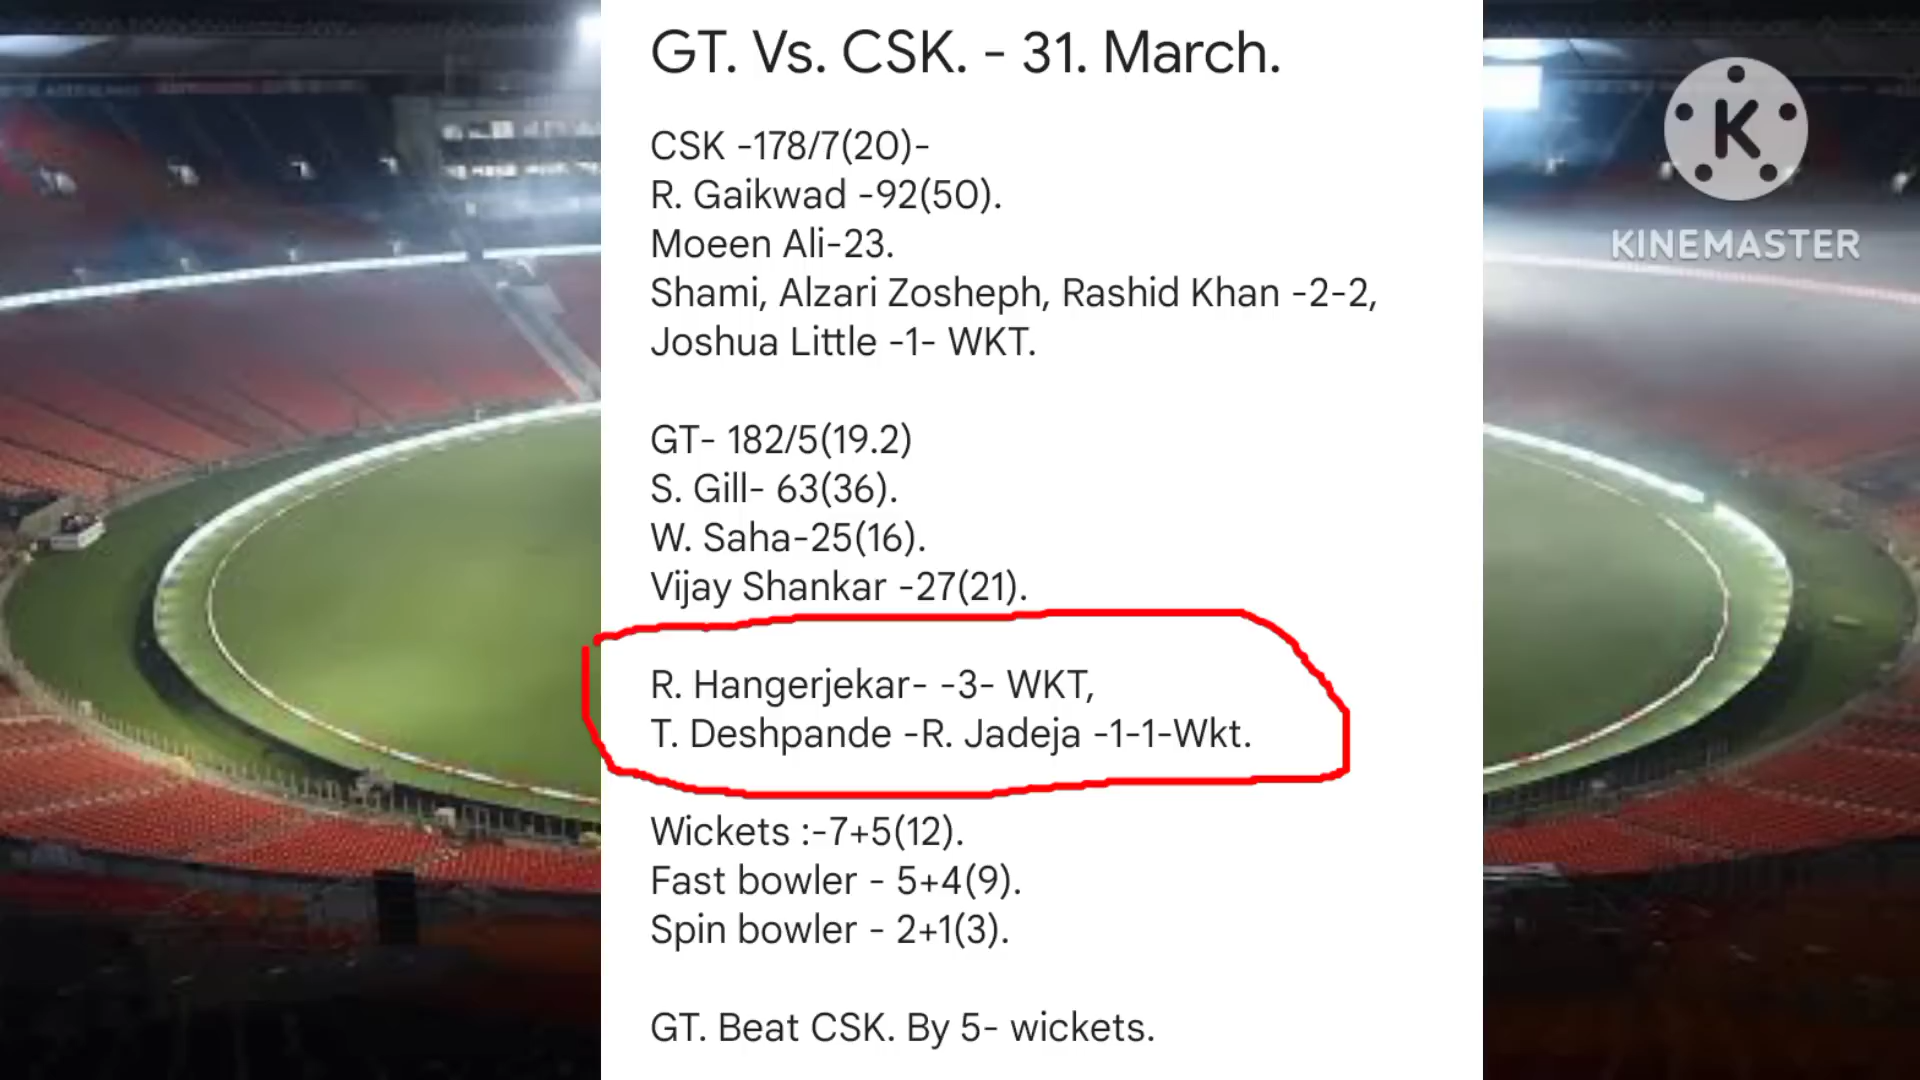 GT. Vs. CSK. - 31. March.
CSK -178/7(20)-
R. Gaikwad -92(50).
Moeen Ali-23.
Shami, Alzari Zosheph, Rashid Khan -2-2,
Joshua Little -1- WKT.
GT- 182/5(19.2)
S. Gill- 63(36).
W. Saha-25(16).
Vijay Shankar -27(21).
R. Hangerjekar- -3- WKT,
T. Deshpande -R. Jadeja -1-1-Wkt.
Wickets :-7+5(12).
Fast bowler - 5+4(9).
Spin bowler - 2+1(3).
GT. Beat CSK. By 5- wickets.
K
KINEMASTER